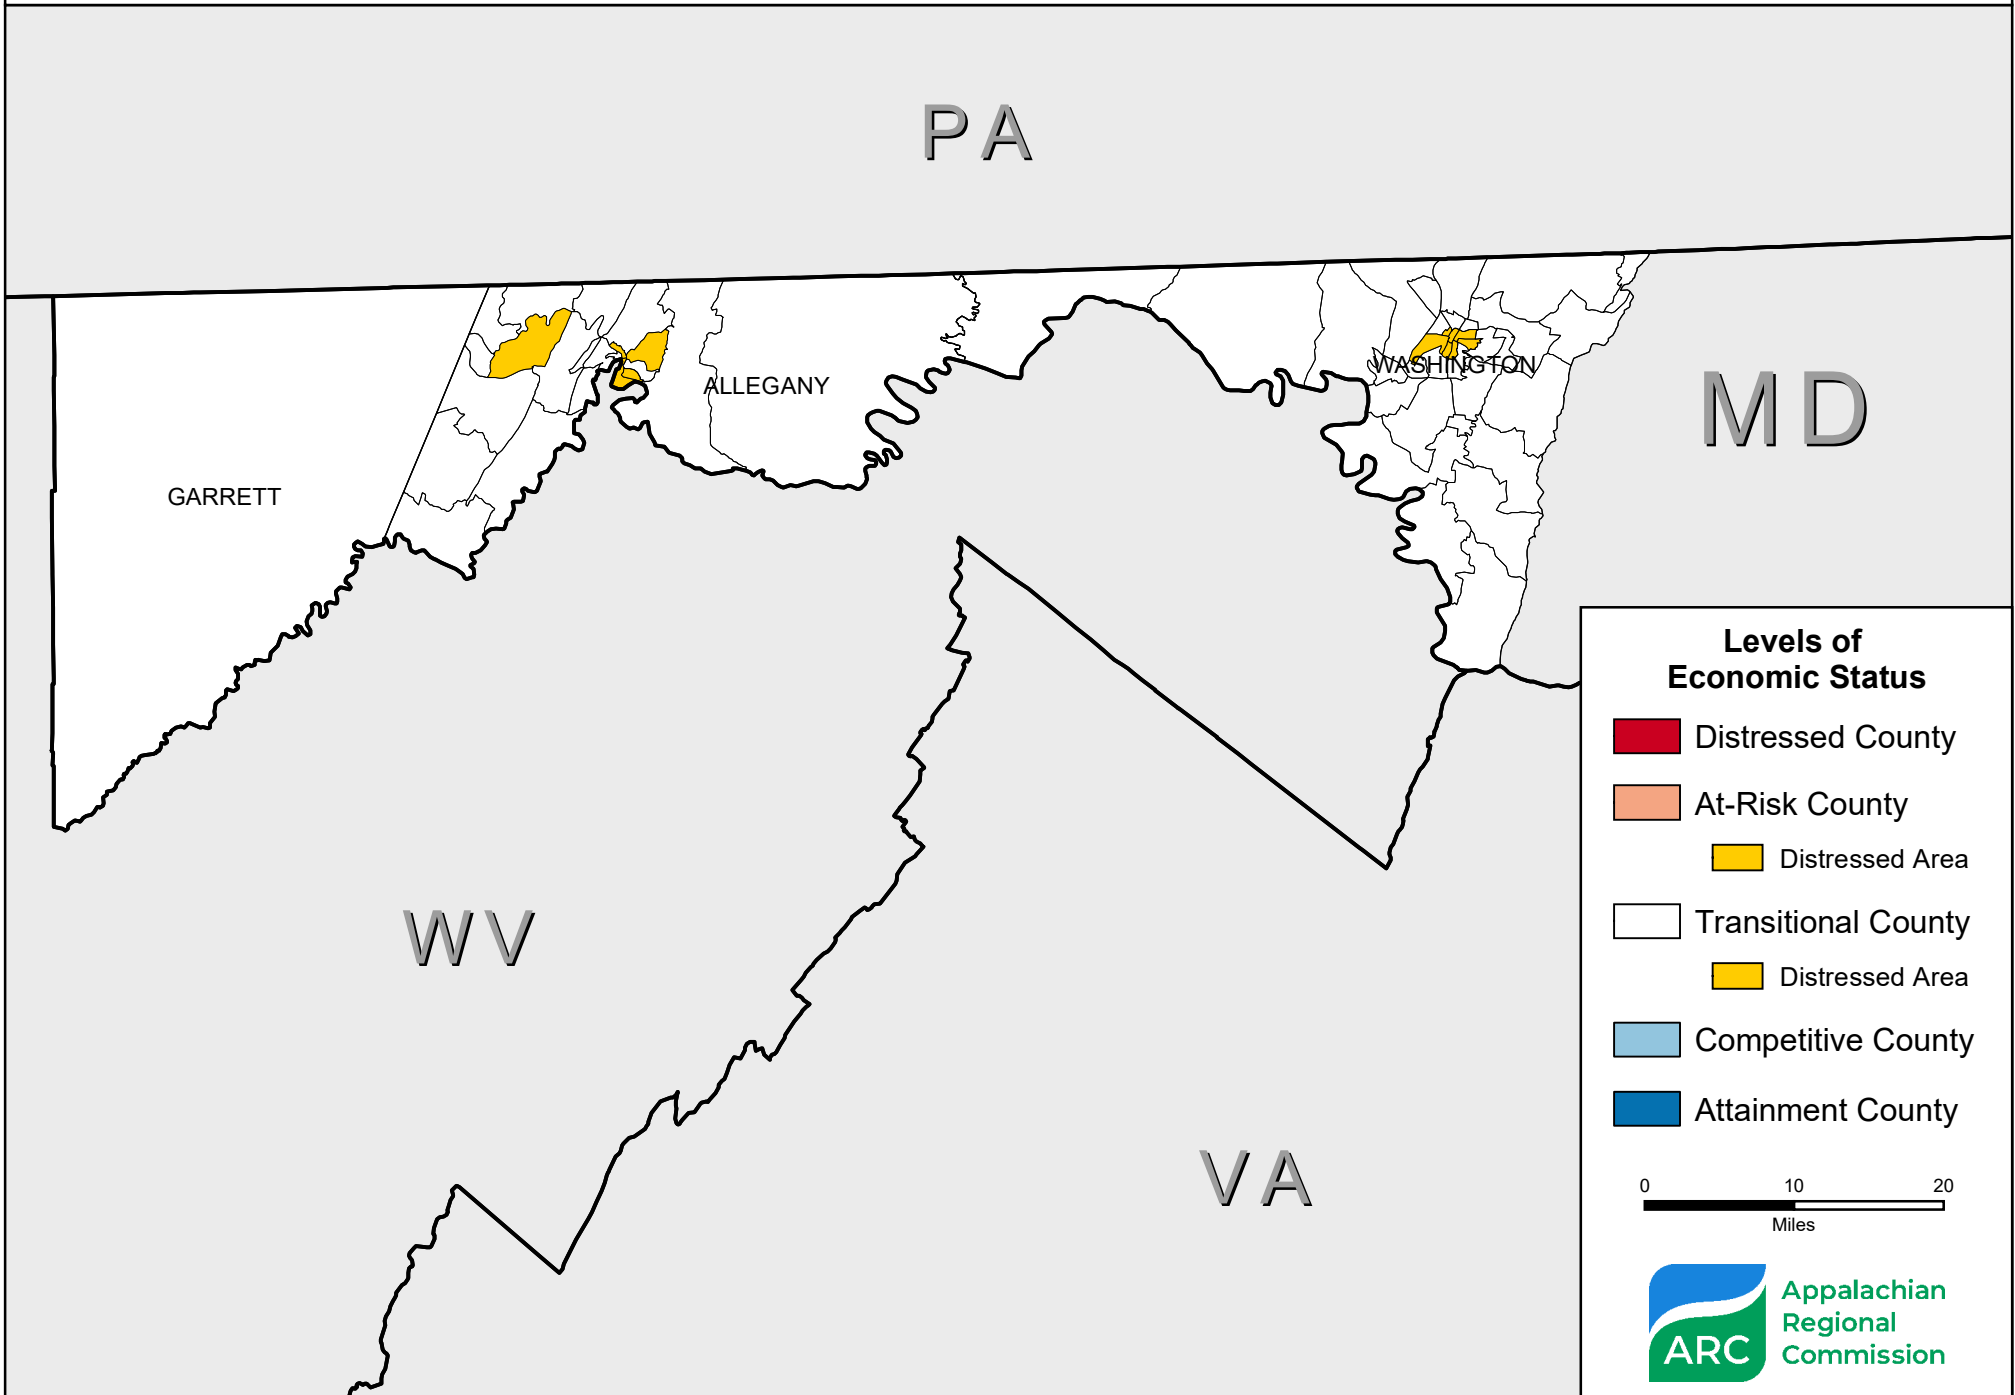 PA
ALLEGANY
WASHINGTON
MD
GARRETT
WV
VA
Levels of
Economic Status
Distressed County
At-Risk County
Distressed Area
Transitional County
Distressed Area
Competitive County
Attainment County
0 10 20
Miles
ARC
Appalachian
Regional
Commission